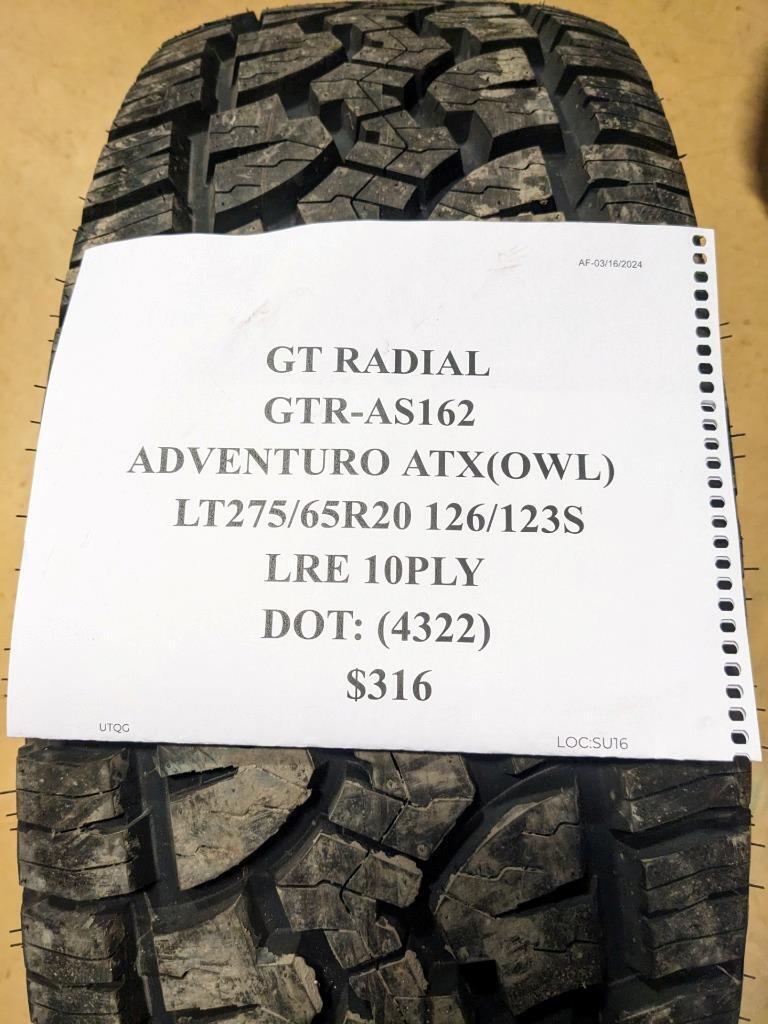 AF-03/16/2024
GT RADIAL
GTR-AS162
ADVENTURO ATX(OWL)
LT275/65R20 126/123S
LRE 10PLY
DOT: (4322)
$316
UTQG
LOC:SU16